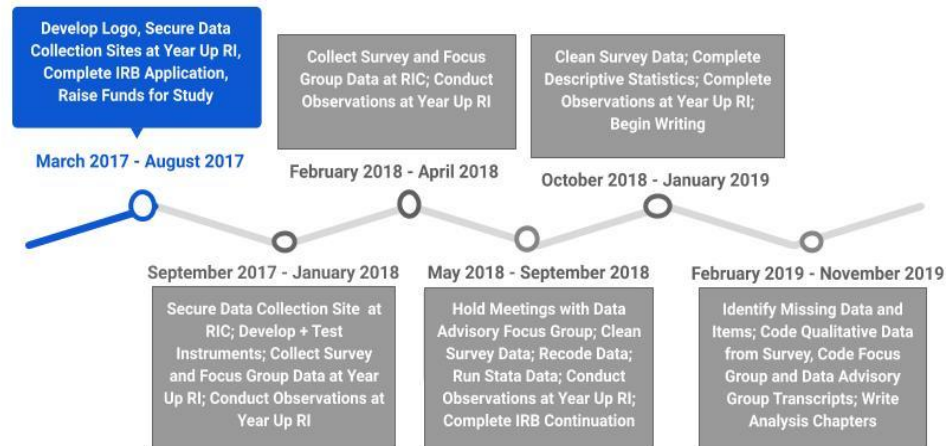 Develop Logo, Secure Data
Collection Sites at Year Up RI,
Complete IRB Application,
Raise Funds for Study
March 2017 - August 2017
Secure Data Collection Site at
RIC; Develop + Test
Instruments; Collect Survey
and Focus Group Data at Year
Up RI; Conduct Observations at
Year Up RI
September 2017 - January 2018
Collect Survey and Focus
Group Data at RIC; Conduct
Observations at Year Up RI
February 2018 - April 2018
May 2018 - September 2018
Hold Meetings with Data
Advisory Focus Group; Clean
Survey Data; Recode Data;
Run Stata Data; Conduct
Observations at Year Up RI;
Complete IRB Continuation
Clean Survey Data; Complete
Descriptive Statistics; Complete
Observations at Year Up RI;
Begin Writing
October 2018 - January 2019
February 2019 - November 2019
Identify Missing Data and
Items; Code Qualitative Data
from Survey, Code Focus
Group and Data Advisory
Group Transcripts; Write
Analysis Chapters